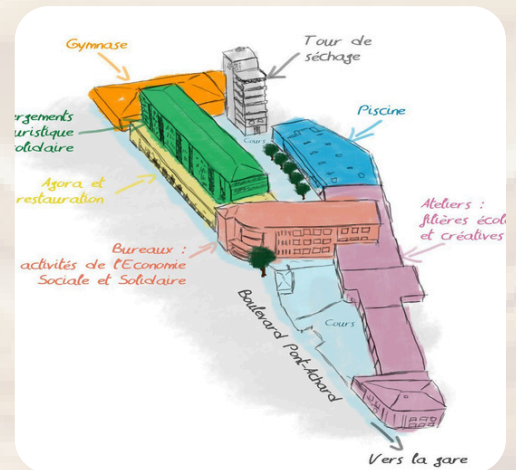 Gymnase
Tour de
séchage
Piscine
Cours
ergements
uristique
olidaire
Agora et
restauration
Ateliers :
filières écol
et créatives
Bureaux :
activités de l'Economie
Sociale et Solidaire
Boulevard Pont-Achard
Cours
Vers la gare